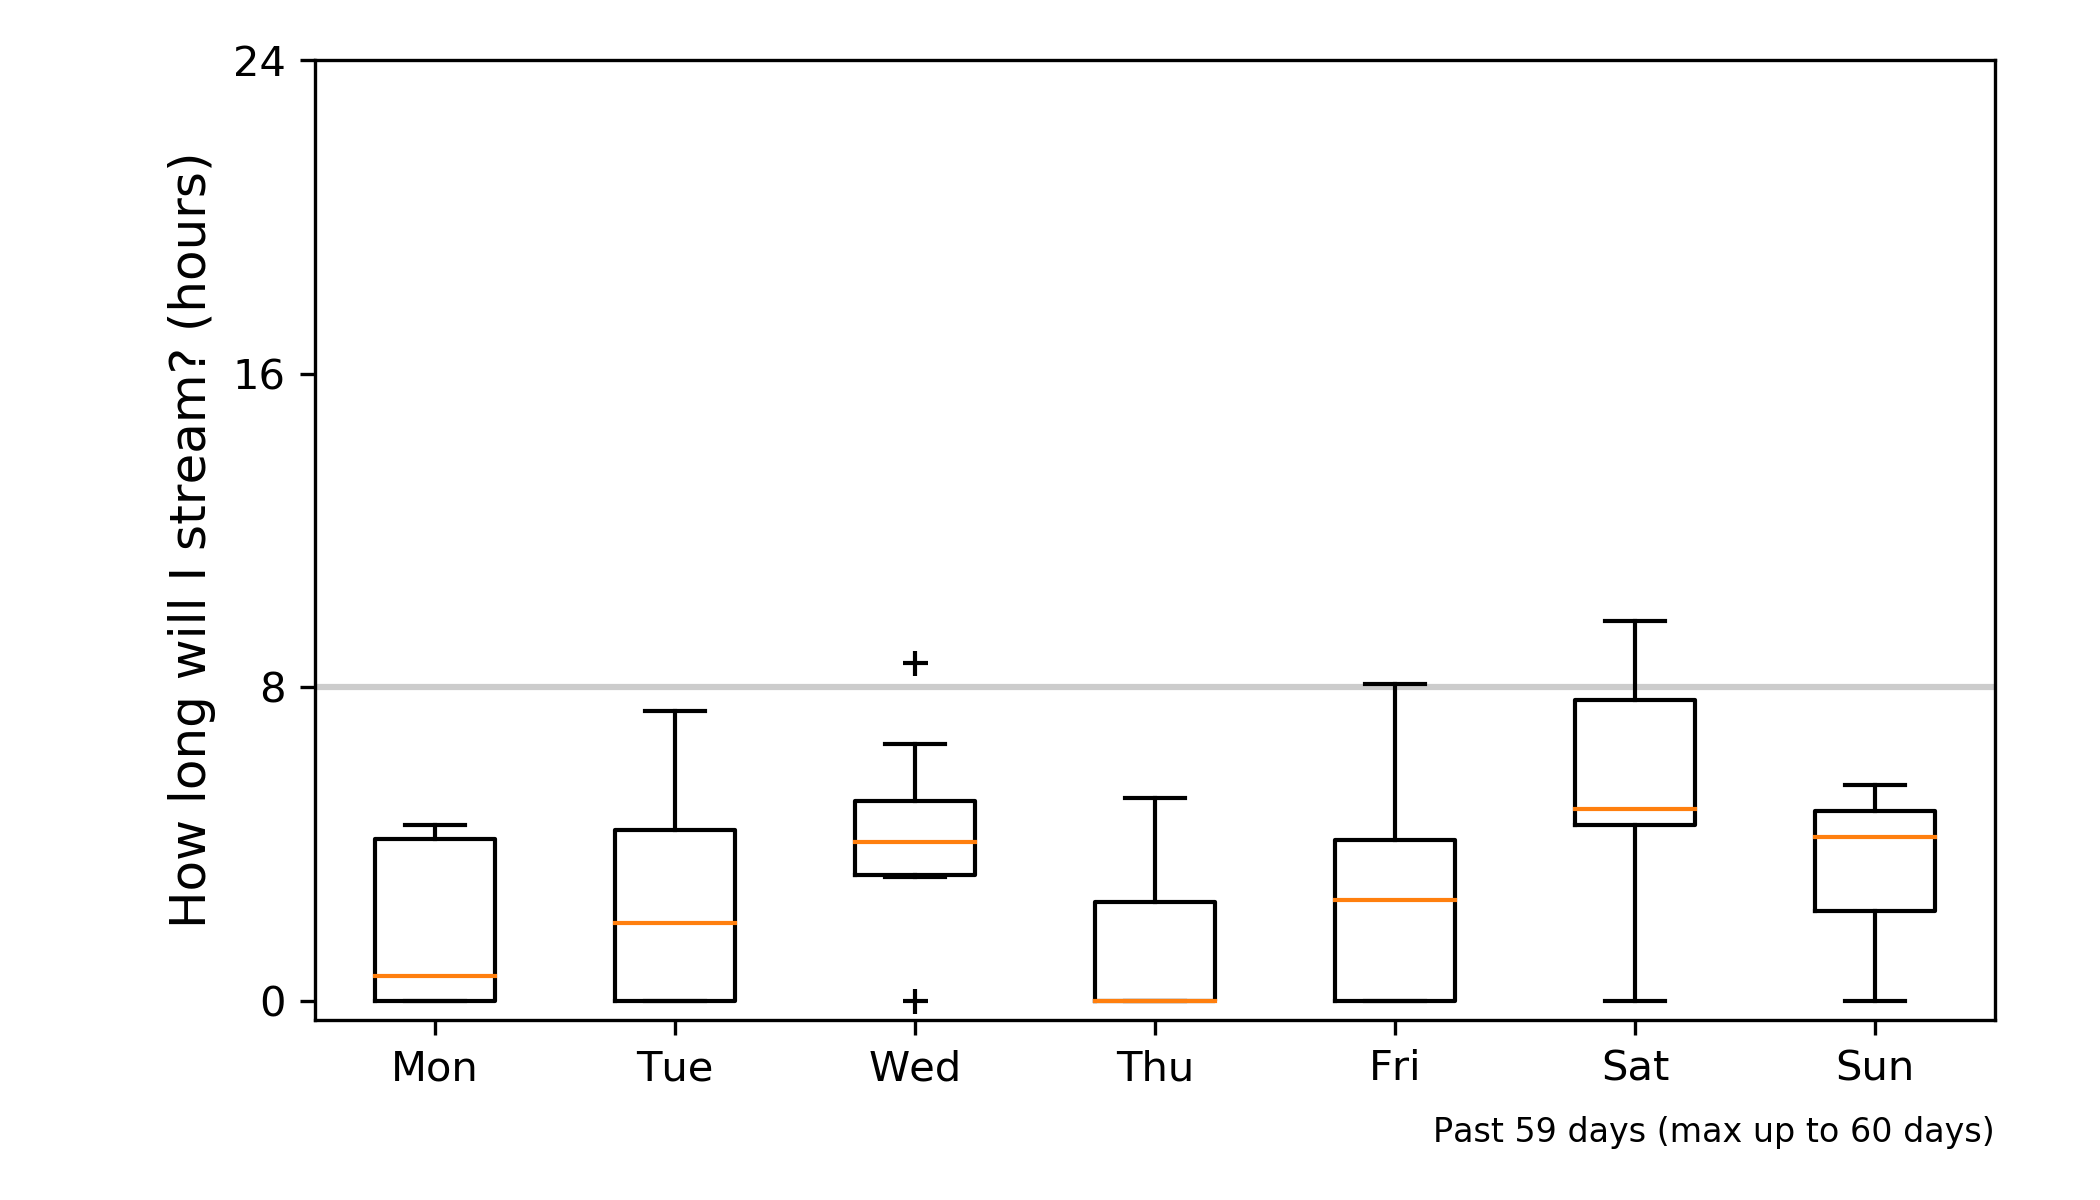 How long will I stream? (hours)
24
16
8
0
Mon Tue Wed Thu Fri Sat Sun
Past 59 days (max up to 60 days)